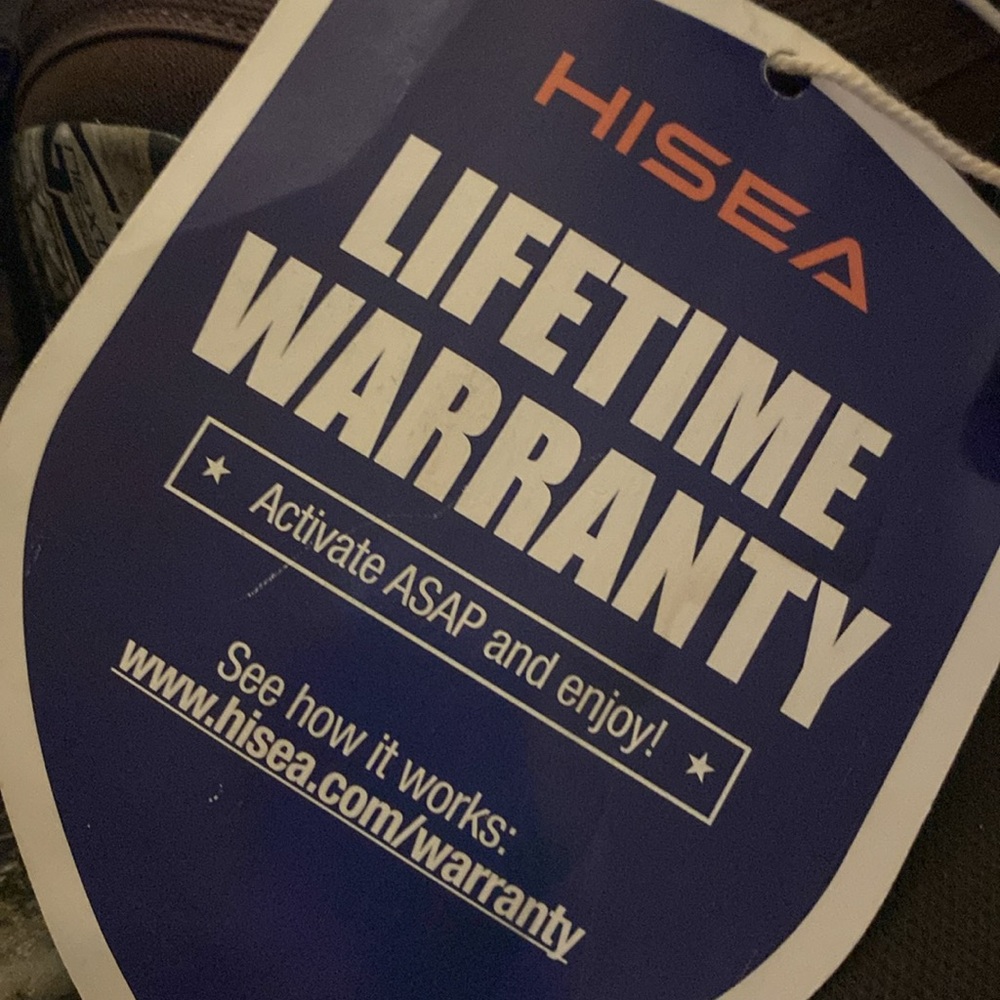 HISEA
LIFETIME
WARRANTY
★ Activate ASAP and enjoy! ★
See how it works:
www.hisea.com/warranty